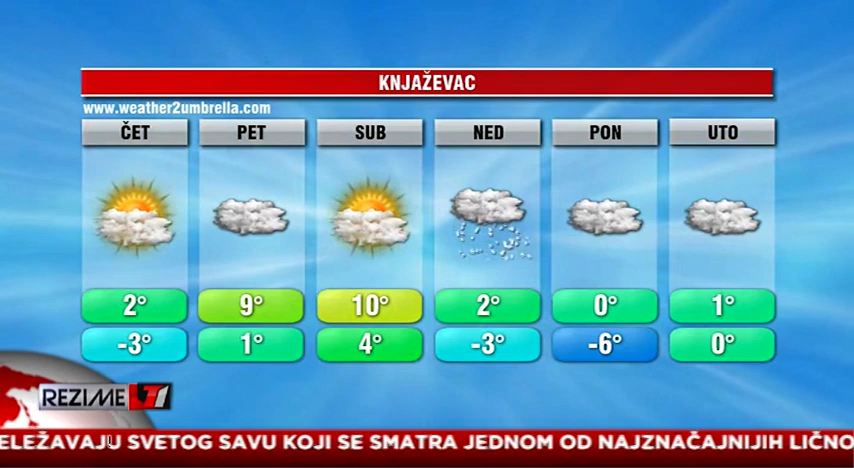 KNJAŽEVAC
www.weather2umbrella.com
ČET PET SUB NED PON UTO
2° 9° 10° 2° 0° 1°
-3° 1° 4° -3° -6° 0°
REZIME T1
ELEŽAVAJU SVETOG SAVU KOJI SE SMATRA JEDNOM OD NAJZNAČAJNIJIH LIČNO